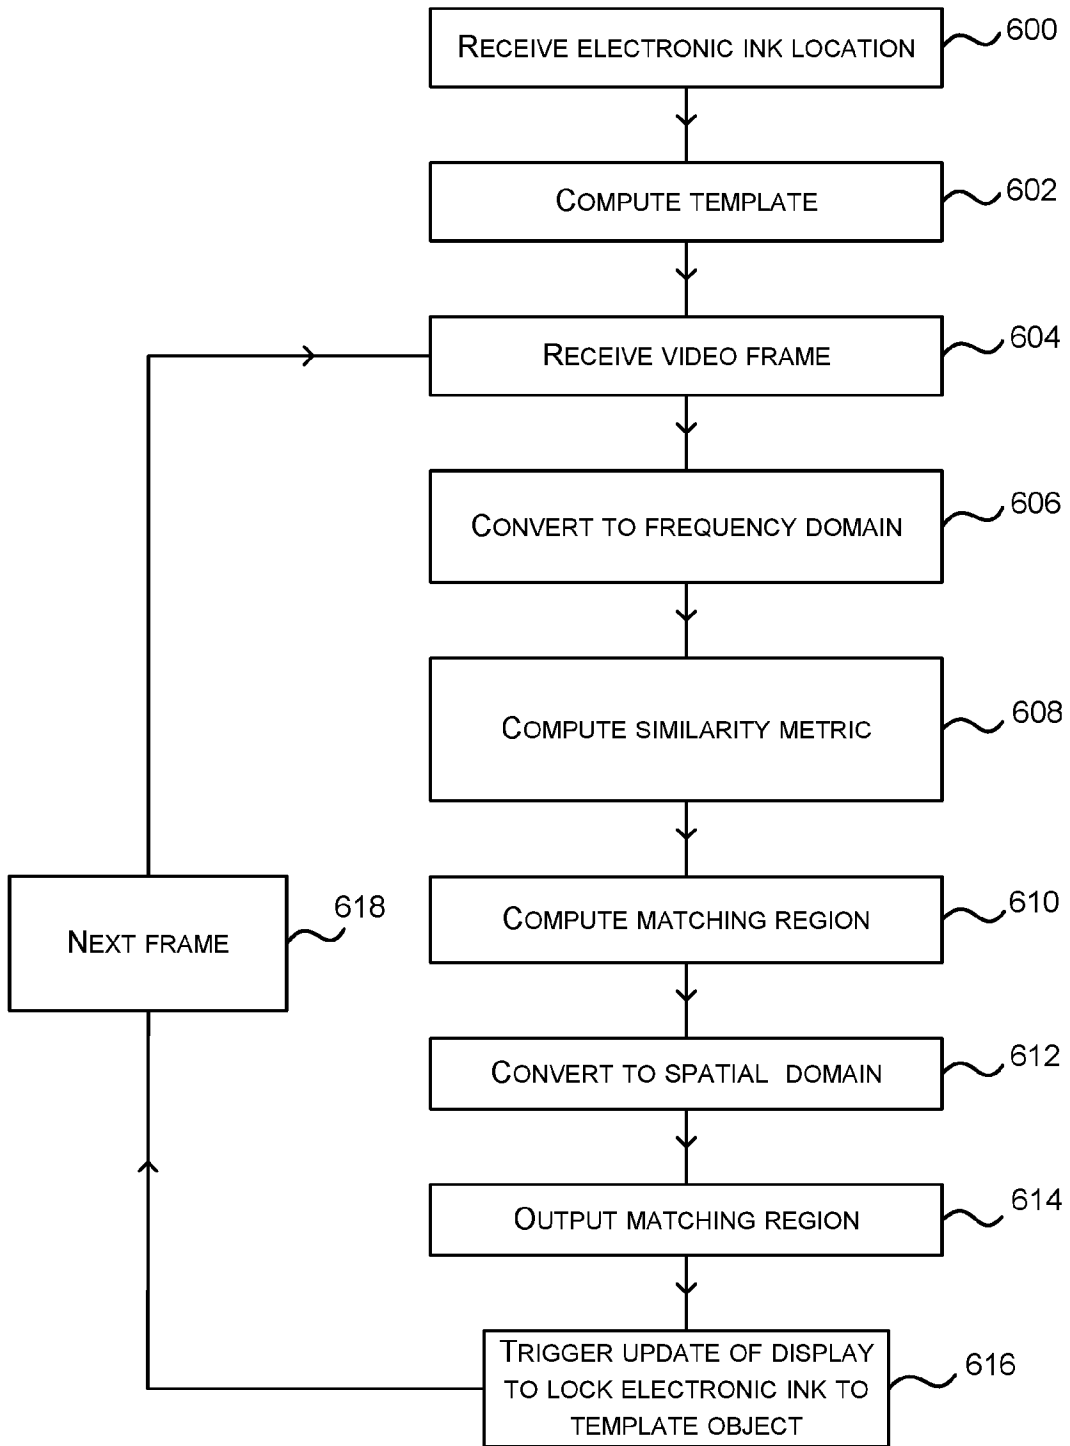 RECEIVE ELECTRONIC INK LOCATION
600
COMPUTE TEMPLATE
602
RECEIVE VIDEO FRAME
604
CONVERT TO FREQUENCY DOMAIN
606
COMPUTE SIMILARITY METRIC
608
COMPUTE MATCHING REGION
610
NEXT FRAME
618
CONVERT TO SPATIAL DOMAIN
612
OUTPUT MATCHING REGION
614
TRIGGER UPDATE OF DISPLAY
TO LOCK ELECTRONIC INK TO
TEMPLATE OBJECT
616